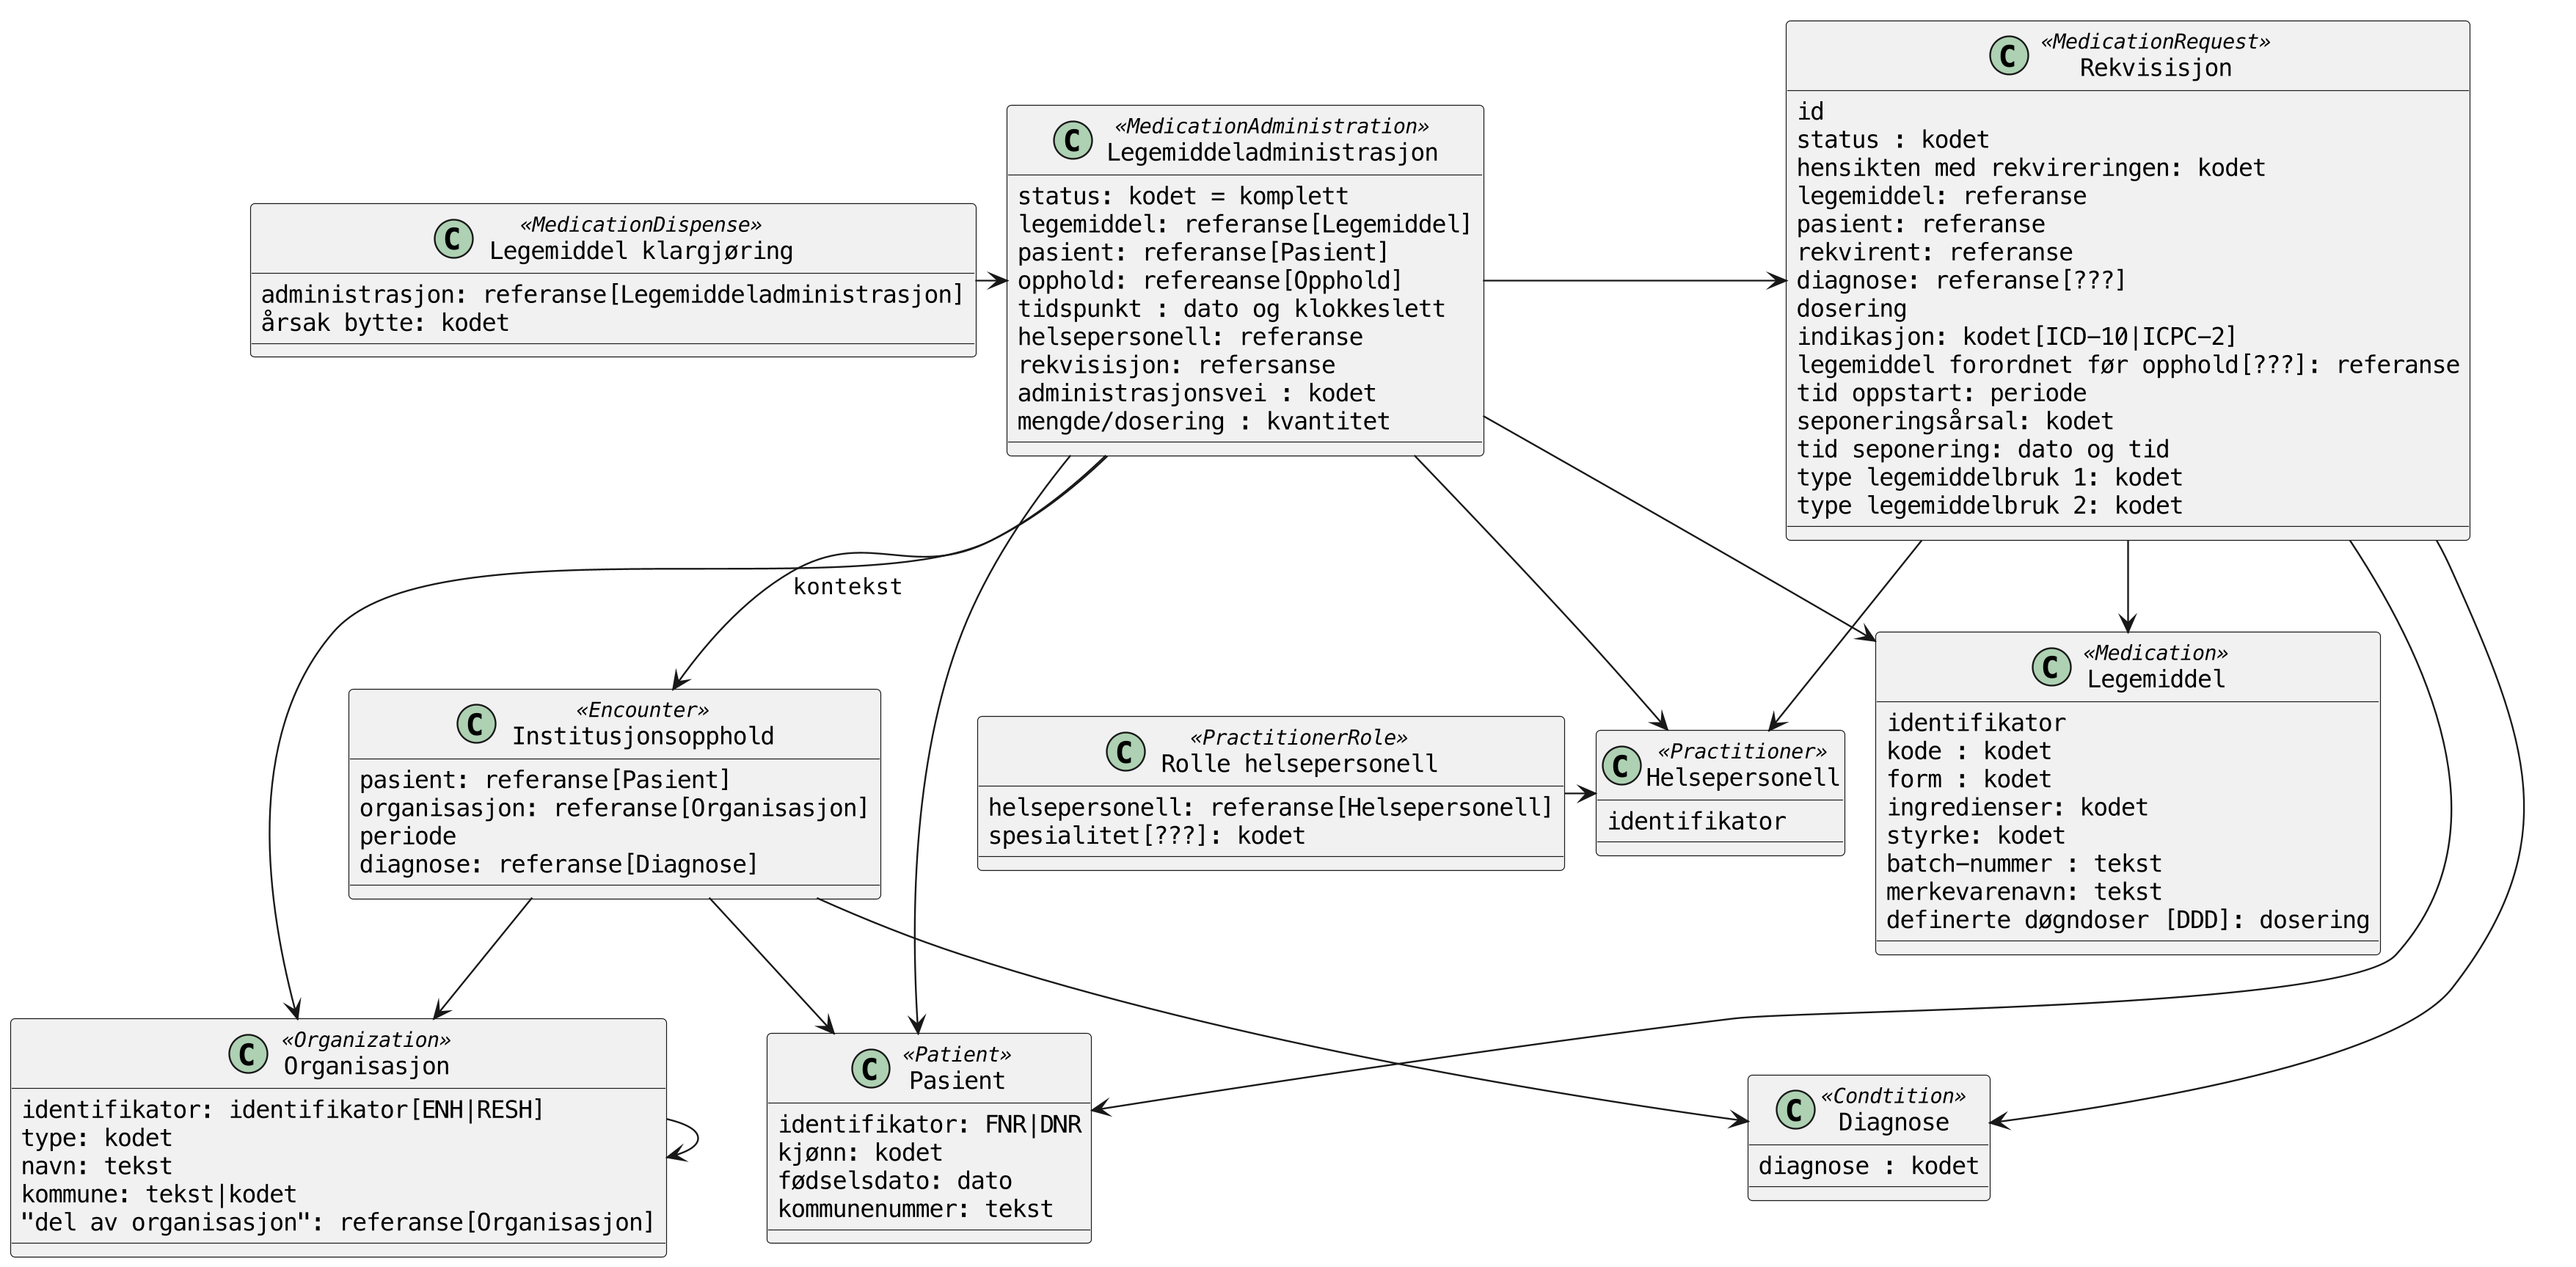 «MedicationRequest»
C Rekvisisjon
id
status : kodet
hensikten med rekvireringen: kodet
legemiddel: referanse
pasient: referanse
rekvirent: referanse
diagnose: referanse[???]
dosering
indikasjon: kodet[ICD-10|ICPC-2]
legemiddel forordnet før opphold[???]: referanse
tid oppstart: periode
seponeringsårsal: kodet
tid seponering: dato og tid
type legemiddelbruk 1: kodet
type legemiddelbruk 2: kodet
«MedicationAdministration»
C Legemiddeladministrasjon
status: kodet = komplett
legemiddel: referanse[Legemiddel]
pasient: referanse[Pasient]
opphold: refereanse[Opphold]
tidspunkt : dato og klokkeslett
helsepersonell: referanse
rekvisisjon: refersanse
administrasjonsvei : kodet
mengde/dosering : kvantitet
«MedicationDispense»
C Legemiddel klargjøring
administrasjon: referanse[Legemiddeladministrasjon]
årsak bytte: kodet
kontekst
«Encounter»
C Institusjonsopphold
pasient: referanse[Pasient]
organisasjon: referanse[Organisasjon]
periode
diagnose: referanse[Diagnose]
«PractitionerRole»
C Rolle helsepersonell
helsepersonell: referanse[Helsepersonell]
spesialitet[???]: kodet
«Practitioner»
C Helsepersonell
identifikator
«Medication»
C Legemiddel
identifikator
kode : kodet
form : kodet
ingredienser: kodet
styrke: kodet
batch-nummer : tekst
merkevarenavn: tekst
definerte døgndoser [DDD]: dosering
«Organization»
C Organisasjon
identifikator: identifikator[ENH|RESH]
type: kodet
navn: tekst
kommune: tekst|kodet
"del av organisasjon": referanse[Organisasjon]
«Patient»
C Pasient
identifikator: FNR|DNR
kjønn: kodet
fødselsdato: dato
kommunenummer: tekst
«Condtition»
C Diagnose
diagnose : kodet